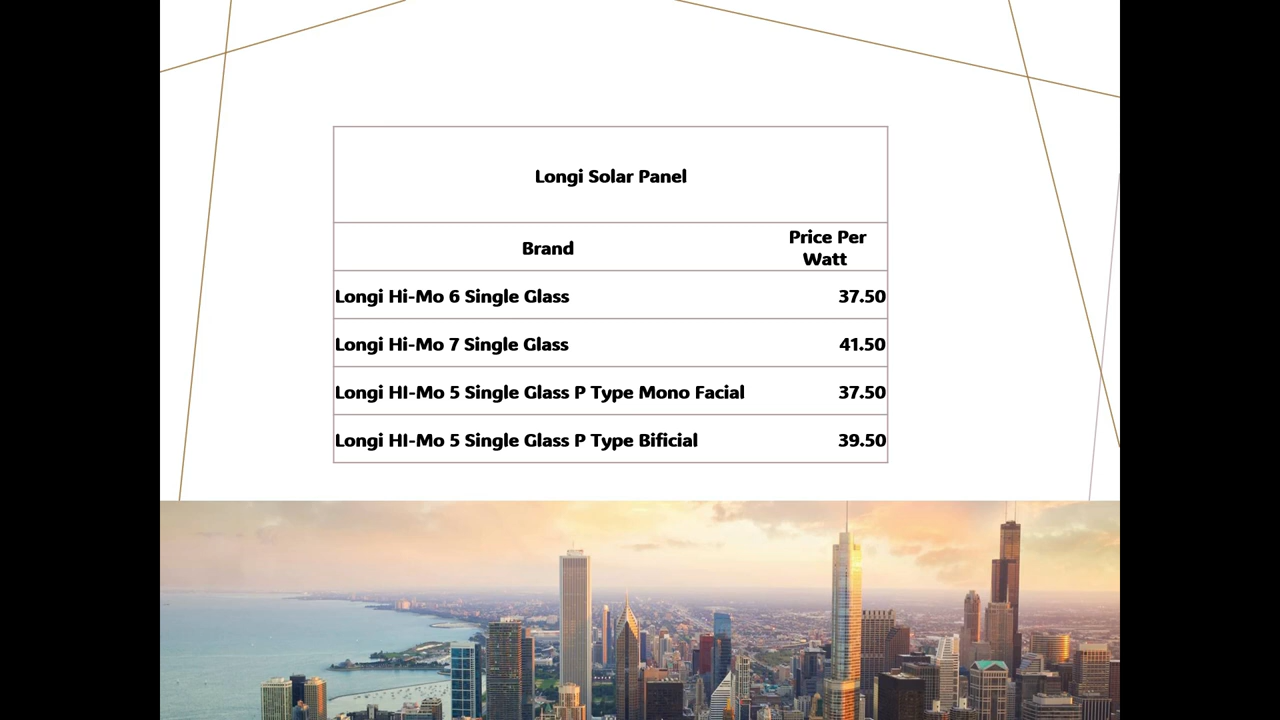 Longi Solar Panel
Brand
Price Per
Watt
Longi Hi-Mo 6 Single Glass 37.50
Longi Hi-Mo 7 Single Glass 41.50
Longi HI-Mo 5 Single Glass P Type Mono Facial 37.50
Longi HI-Mo 5 Single Glass P Type Bificial 39.50